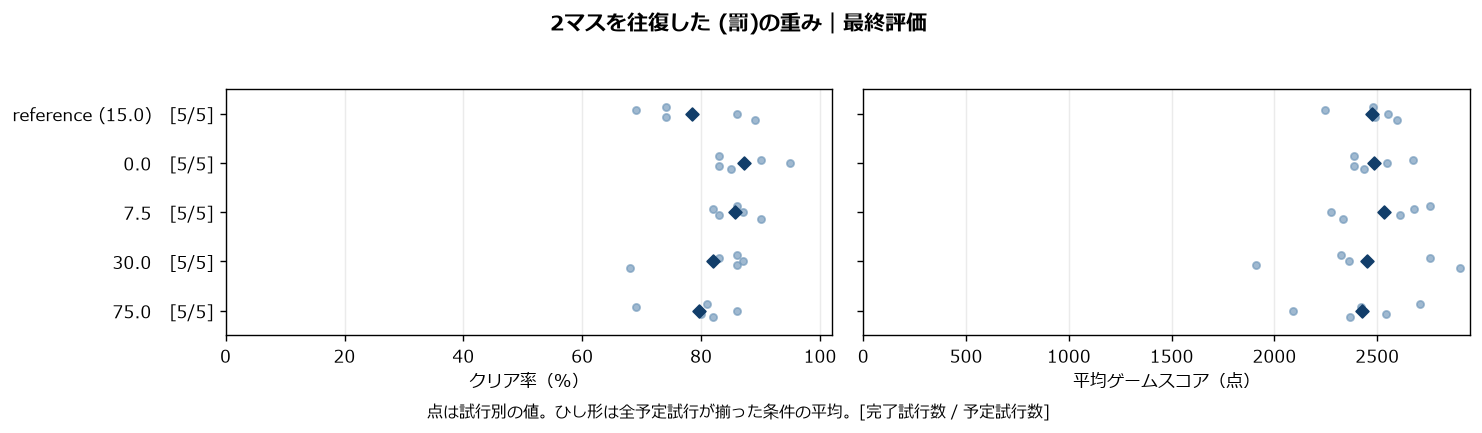 2マスを往復した (罰)の重み｜最終評価
reference (15.0) [5/5]
0.0 [5/5]
7.5 [5/5]
30.0 [5/5]
75.0 [5/5]
0 20 40 60 80 100
クリア率（%）
0 500 1000 1500 2000 2500
平均ゲームスコア（点）
点は試行別の値。ひし形は全予定試行が揃った条件の平均。[完了試行数 / 予定試行数]